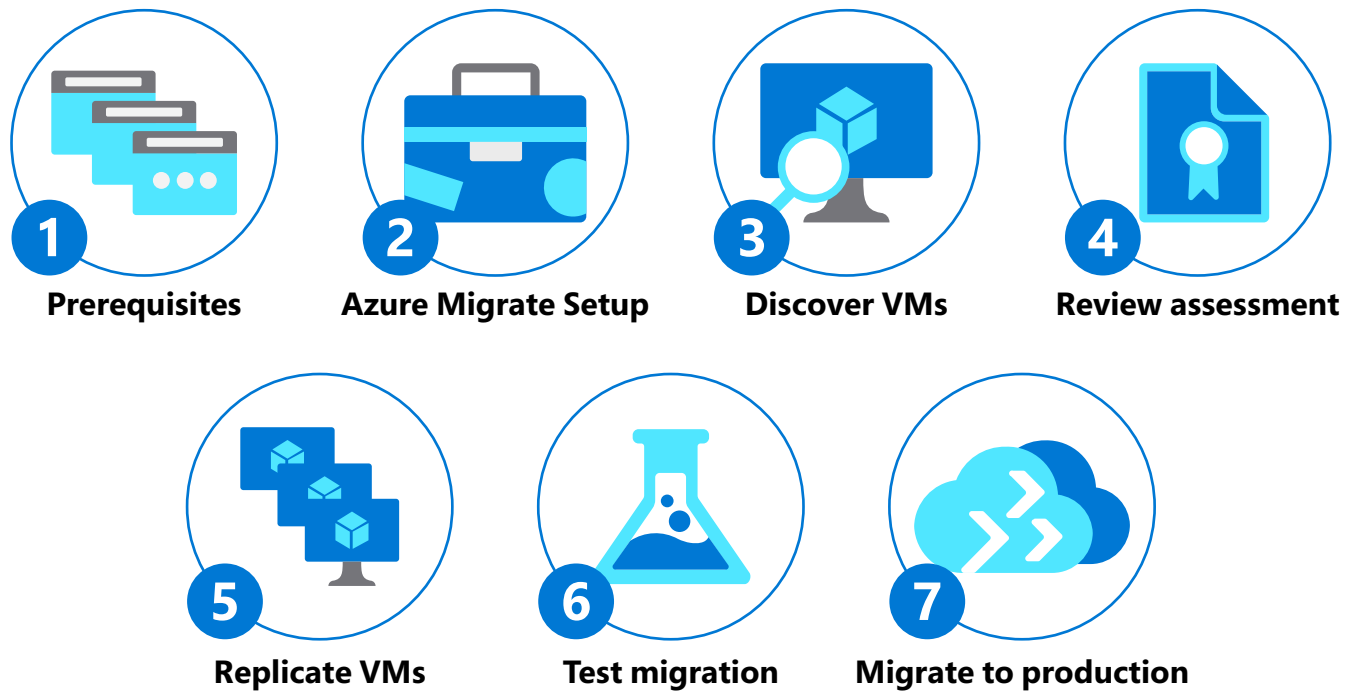 1
Prerequisites
2
Azure Migrate Setup
3
Discover VMs
4
Review assessment
5
Replicate VMs
6
Test migration
7
Migrate to production